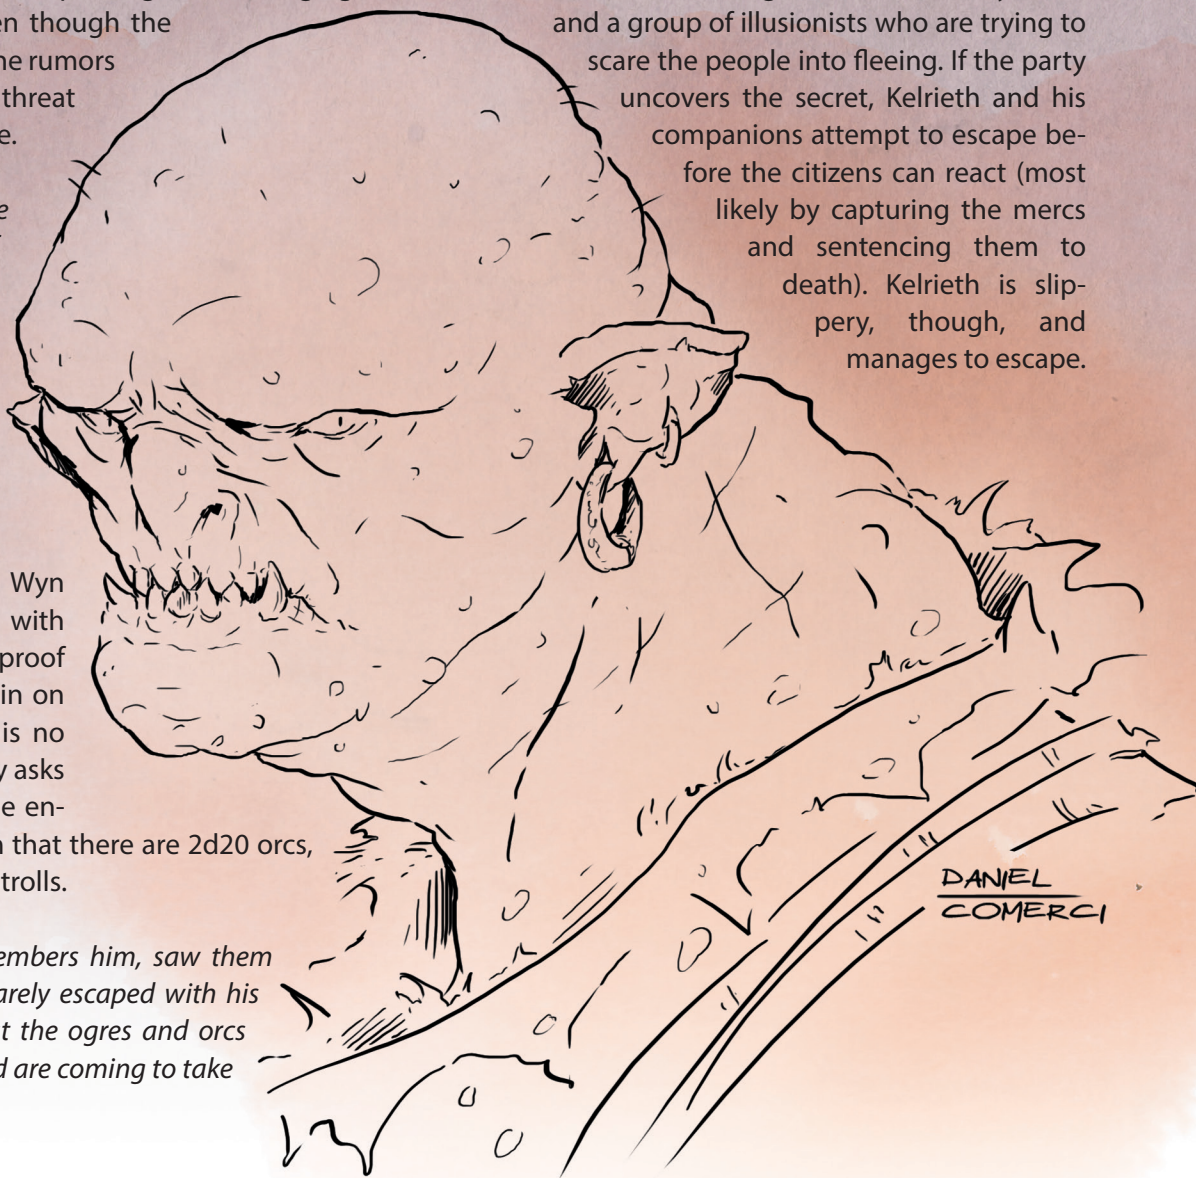 en though the
ne rumors
threat
e.
e
Wyn
with
proof
in on
is no
y asks
e en-
n that there are 2d20 orcs,
trolls.
embers him, saw them
arely escaped with his
t the ogres and orcs
d are coming to take
and a group of illusionists who are trying to
scare the people into fleeing. If the party
uncovers the secret, Kelrieth and his
companions attempt to escape be-
fore the citizens can react (most
likely by capturing the mercs
and sentencing them to
death). Kelrieth is slip-
pery, though, and
manages to escape.
DANIEL
COMERCI